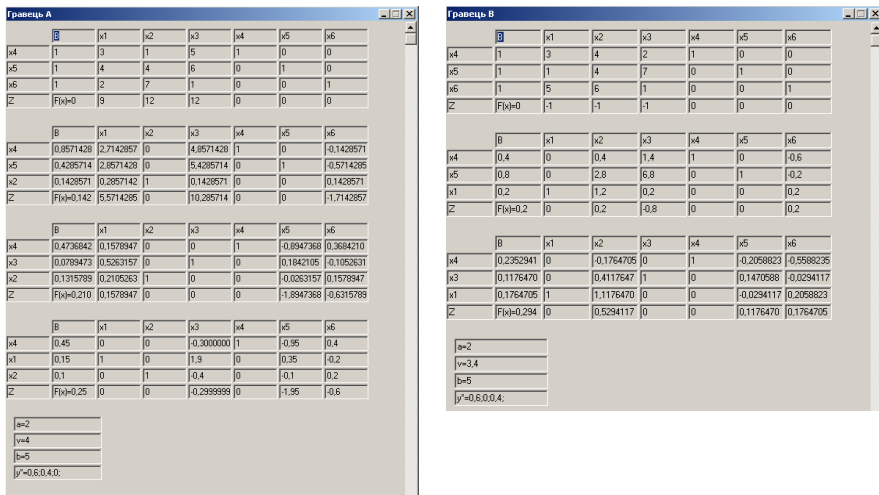 Гравець A
B x1 x2 x3 x4 x5 x6
x4 1 3 1 5 1 0 0
x5 1 4 4 6 0 1 0
x6 1 2 7 1 0 0 1
Z F(x)=0 9 12 12 0 0 0
B x1 x2 x3 x4 x5 x6
x4 0,8571428 2,7142857 0 4,8571428 1 0 -0,1428571
x5 0,4285714 2,8571428 0 5,4285714 0 1 -0,5714285
x2 0,1428571 0,2857142 1 0,1428571 0 0 0,1428571
Z F(x)=0,142 5,5714285 0 10,285714 0 0 -1,7142857
B x1 x2 x3 x4 x5 x6
x4 0,4736842 0,1578947 0 0 1 -0,8947368 0,3684210
x3 0,0789473 0,5263157 0 1 0 0,1842105 -0,1052631
x2 0,1315789 0,2105263 1 0 0 -0,0263157 0,1578947
Z F(x)=0,210 0,1578947 0 0 0 -1,8947368 -0,6315789
B x1 x2 x3 x4 x5 x6
x4 0,45 0 0 -0,3000000 1 -0,95 0,4
x1 0,15 1 0 1,9 0 0,35 -0,2
x2 0,1 0 1 -0,4 0 -0,1 0,2
Z F(x)=0,25 0 0 -0,2999999 0 -1,95 -0,6
a=2
v=4
b=5
y"=0,6;0,4;0;
Гравець B
B x1 x2 x3 x4 x5 x6
x4 1 3 4 2 1 0 0
x5 1 1 4 7 0 1 0
x6 1 5 6 1 0 0 1
Z F(x)=0 -1 -1 -1 0 0 0
B x1 x2 x3 x4 x5 x6
x4 0,4 0 0,4 1,4 1 0 -0,6
x5 0,8 0 2,8 6,8 0 1 -0,2
x1 0,2 1 1,2 0,2 0 0 0,2
Z F(x)=0,2 0 0,2 -0,8 0 0 0,2
B x1 x2 x3 x4 x5 x6
x4 0,2352941 0 -0,1764705 0 1 -0,2058823 -0,5588235
x3 0,1176470 0 0,4117647 1 0 0,1470588 -0,0294117
x1 0,1764705 1 1,1176470 0 0 -0,0294117 0,2058823
Z F(x)=0,294 0 0,5294117 0 0 0,1176470 0,1764705
a=2
v=3,4
b=5
y"=0,6;0;0,4;